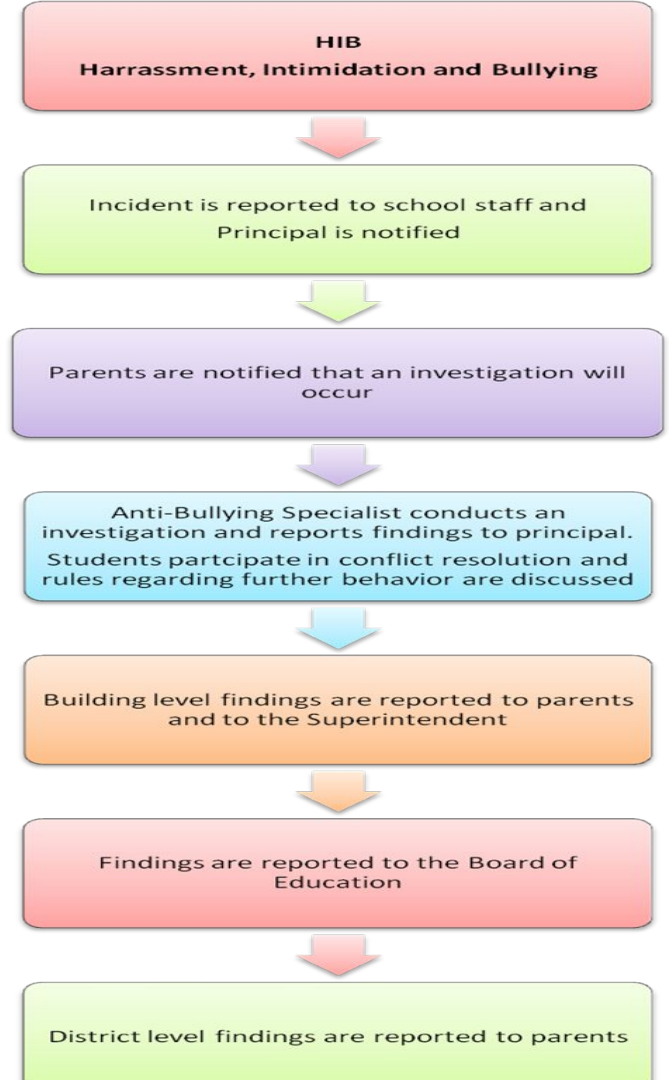 HIB
Harrassment, Intimidation and Bullying
Incident is reported to school staff and
Principal is notified
Parents are notified that an investigation will
occur
Anti-Bullying Specialist conducts an
investigation and reports findings to principal.
Students partcipate in conflict resolution and
rules regarding further behavior are discussed
Building level findings are reported to parents
and to the Superintendent
Findings are reported to the Board of
Education
District level findings are reported to parents